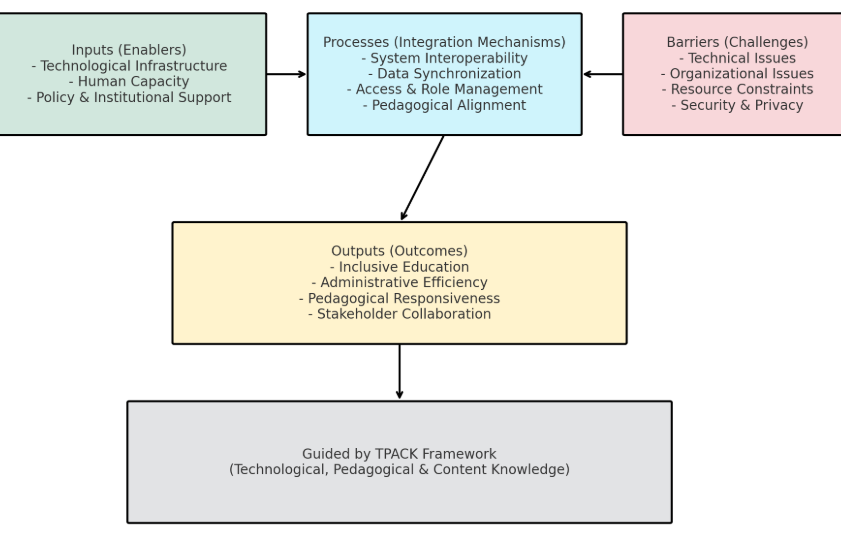 Inputs (Enablers)
- Technological Infrastructure
- Human Capacity
- Policy & Institutional Support
Processes (Integration Mechanisms)
- System Interoperability
- Data Synchronization
- Access & Role Management
- Pedagogical Alignment
Barriers (Challenges)
- Technical Issues
- Organizational Issues
- Resource Constraints
- Security & Privacy
Outputs (Outcomes)
- Inclusive Education
- Administrative Efficiency
- Pedagogical Responsiveness
- Stakeholder Collaboration
Guided by TPACK Framework
(Technological, Pedagogical & Content Knowledge)